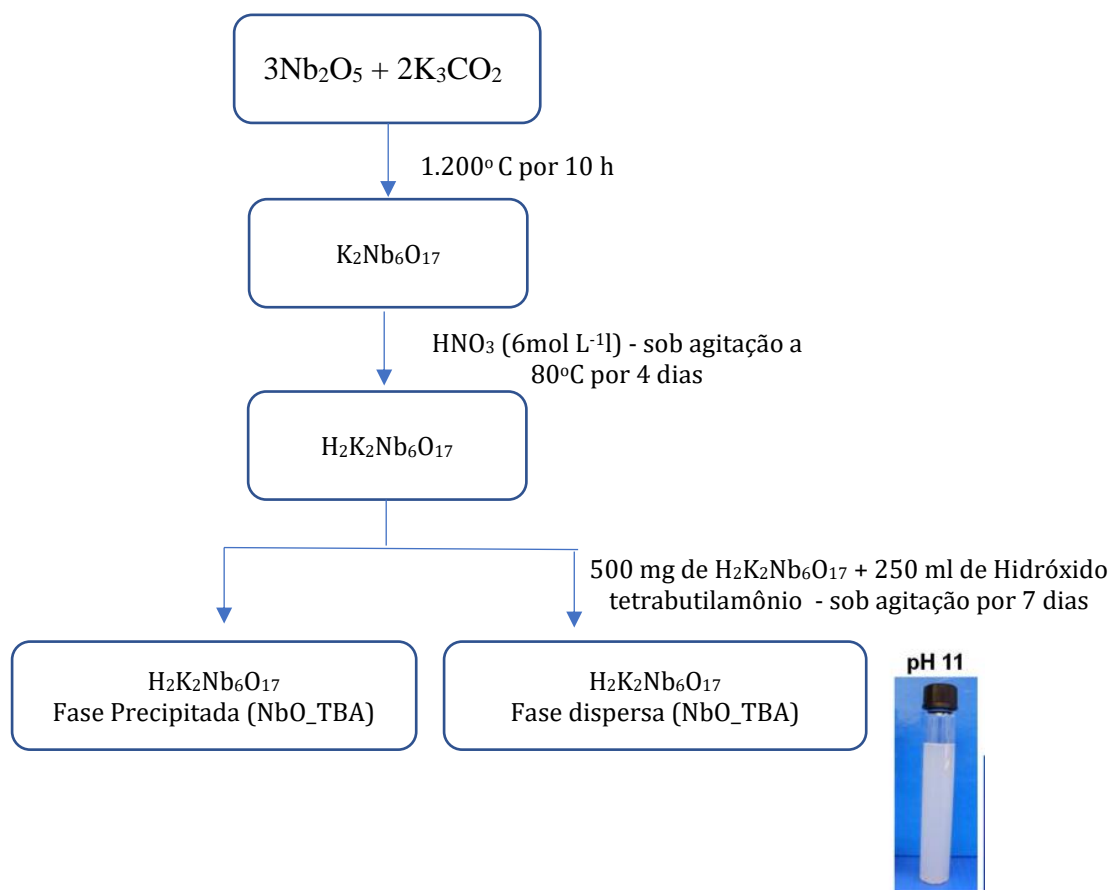 3Nb₂O₅ + 2K₃CO₂
1.200º C por 10 h
K₂Nb₆O₁₇
HNO₃ (6mol L⁻¹l) - sob agitação a
80ºC por 4 dias
H₂K₂Nb₆O₁₇
500 mg de H₂K₂Nb₆O₁₇ + 250 ml de Hidróxido
tetrabutilamônio - sob agitação por 7 dias
H₂K₂Nb₆O₁₇
Fase Precipitada (NbO_TBA)
H₂K₂Nb₆O₁₇
Fase dispersa (NbO_TBA)
pH 11